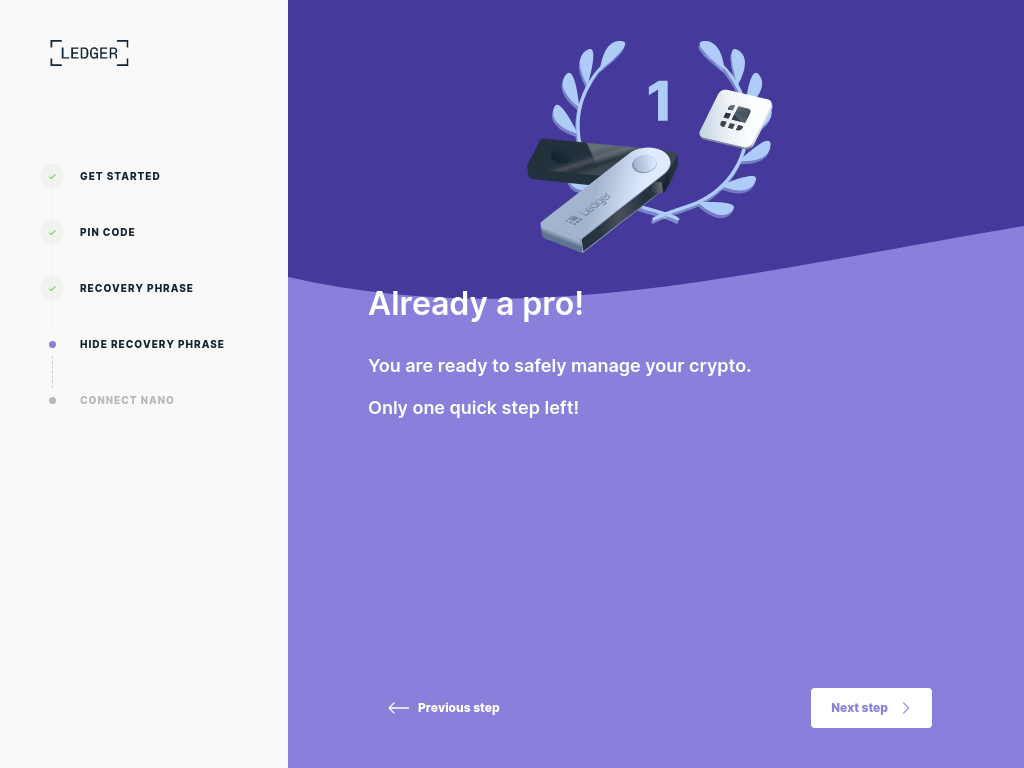 LEDGER
GET STARTED
PIN CODE
RECOVERY PHRASE
HIDE RECOVERY PHRASE
CONNECT NANO
1
Ledger
Already a pro!
You are ready to safely manage your crypto.
Only one quick step left!
Previous step
Next step